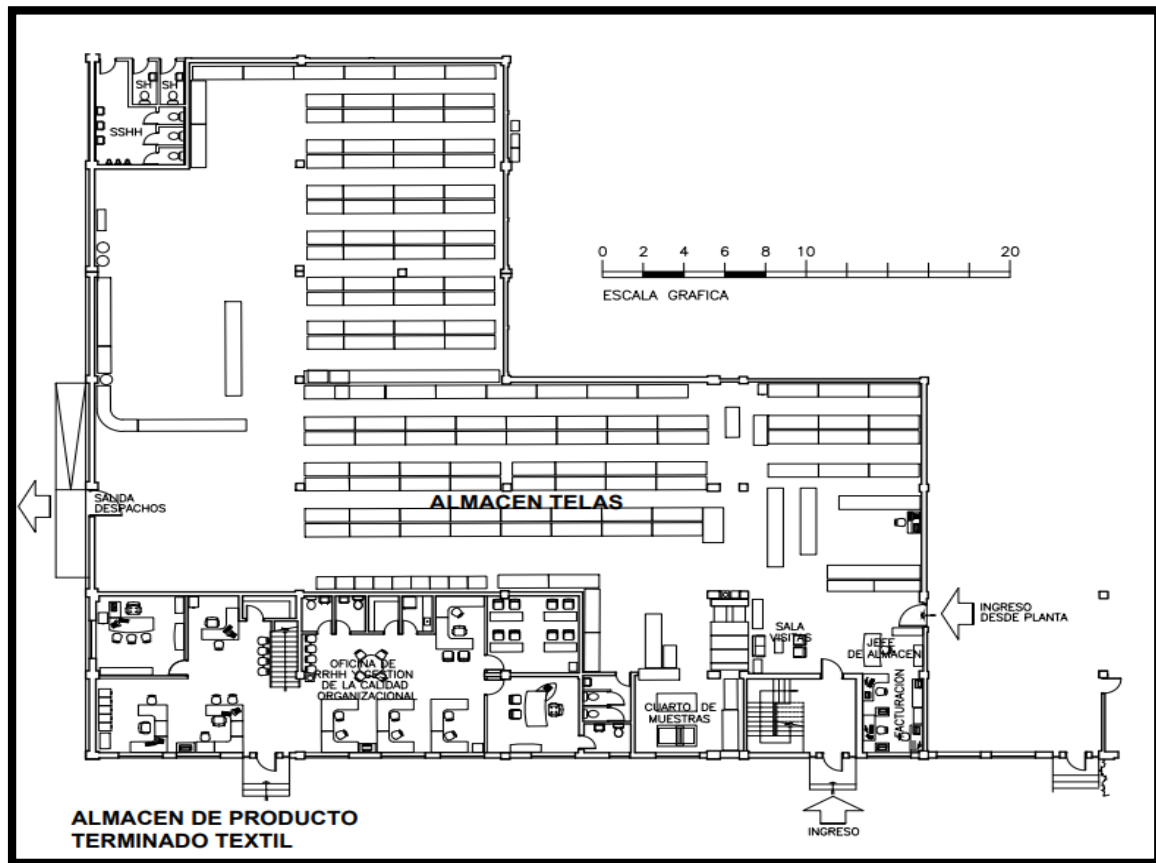 SH SH
SSHH
0 2 4 6 8 10 20
ESCALA GRAFICA
SALIDA
DESPACHOS
ALMACEN TELAS
INGRESO
DESDE PLANTA
SALA
VISITAS
JEFE
DE ALMACEN
OFICINA DE
RRHH Y GESTION
DE LA CALIDAD
ORGANIZACIONAL
CUARTO DE
MUESTRAS
FACTURACION
ALMACEN DE PRODUCTO
TERMINADO TEXTIL
INGRESO